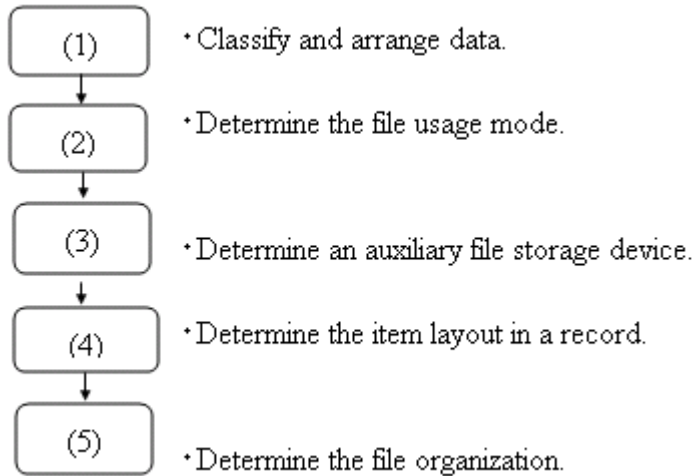 (1)
• Classify and arrange data.
(2)
• Determine the file usage mode.
(3)
• Determine an auxiliary file storage device.
(4)
• Determine the item layout in a record.
(5)
• Determine the file organization.